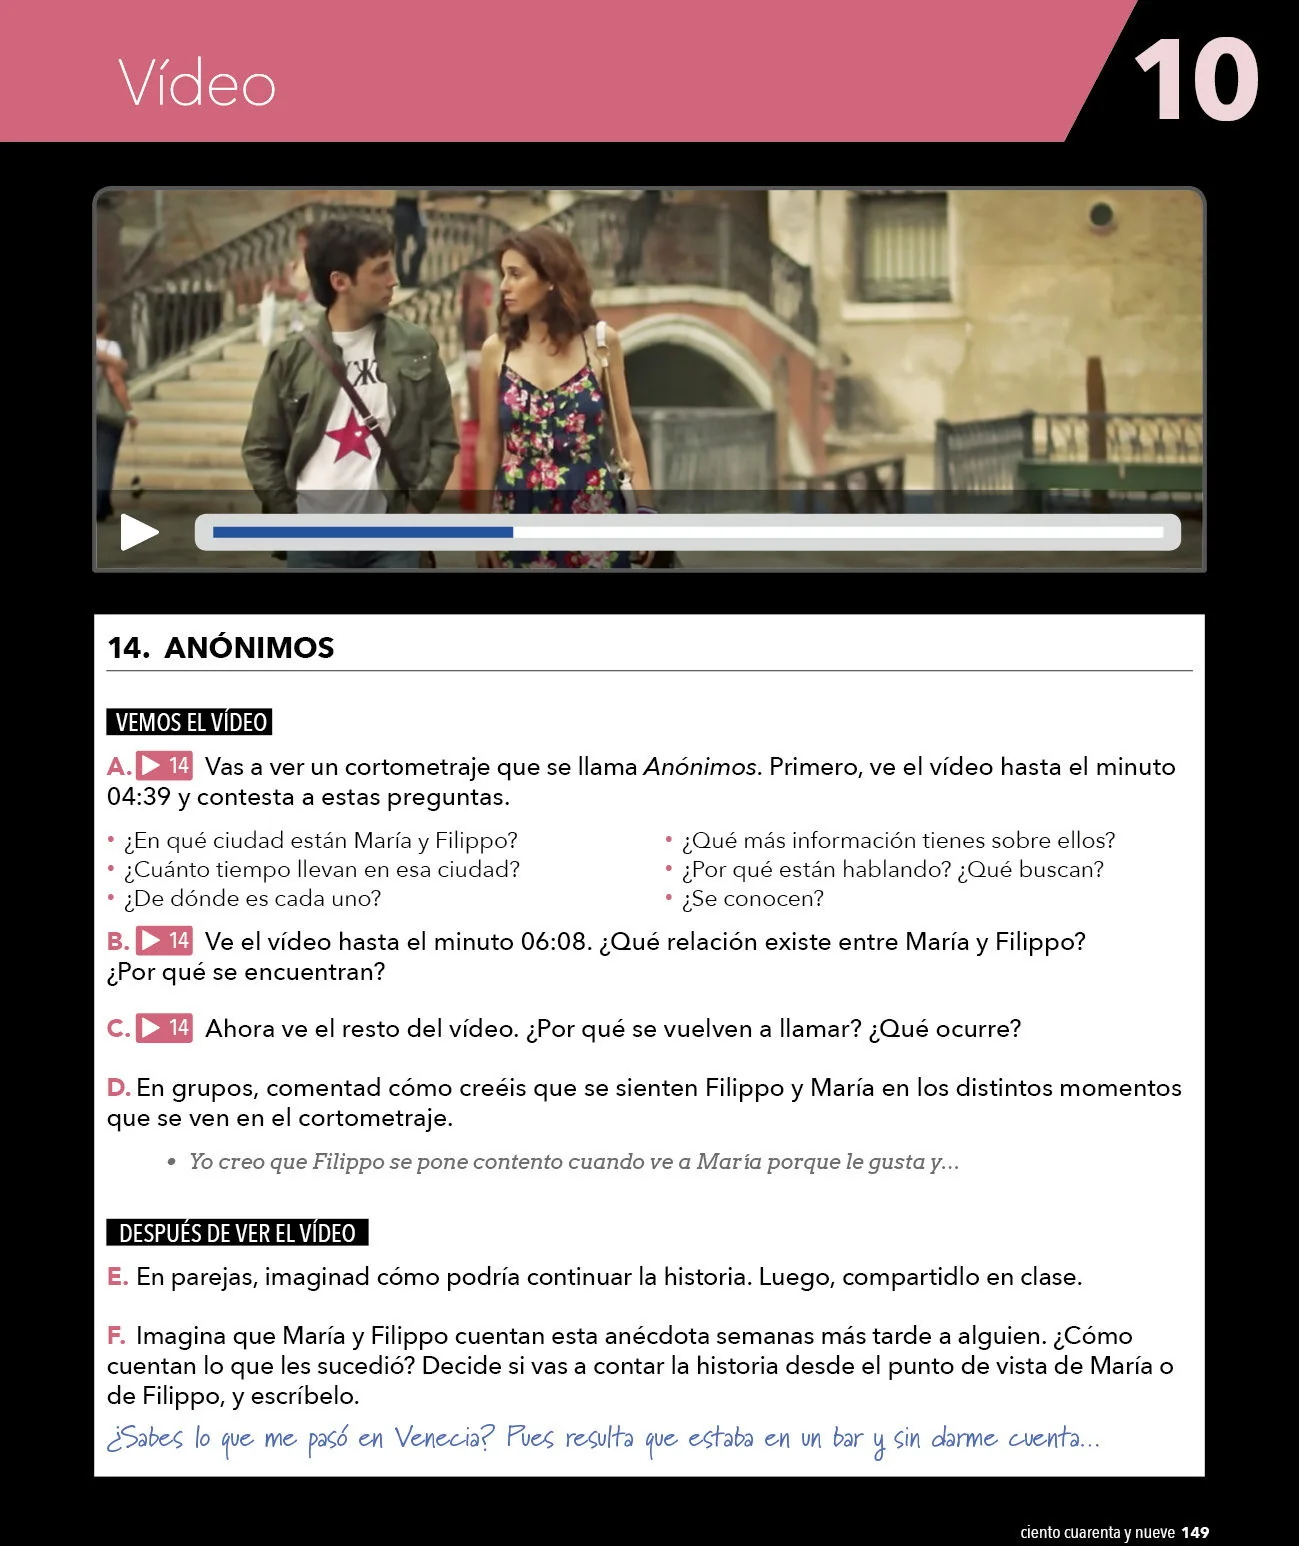 Vídeo
10
14. ANÓNIMOS
VEMOS EL VÍDEO
A. 14 Vas a ver un cortometraje que se llama Anónimos. Primero, ve el vídeo hasta el minuto
04:39 y contesta a estas preguntas.
• ¿En qué ciudad están María y Filippo?
• ¿Cuánto tiempo llevan en esa ciudad?
• ¿De dónde es cada uno?
• ¿Qué más información tienes sobre ellos?
• ¿Por qué están hablando? ¿Qué buscan?
• ¿Se conocen?
B. 14 Ve el vídeo hasta el minuto 06:08. ¿Qué relación existe entre María y Filippo?
¿Por qué se encuentran?
C. 14 Ahora ve el resto del vídeo. ¿Por qué se vuelven a llamar? ¿Qué ocurre?
D. En grupos, comentad cómo creéis que se sienten Filippo y María en los distintos momentos
que se ven en el cortometraje.
• Yo creo que Filippo se pone contento cuando ve a María porque le gusta y...
DESPUÉS DE VER EL VÍDEO
E. En parejas, imaginad cómo podría continuar la historia. Luego, compartidlo en clase.
F. Imagina que María y Filippo cuentan esta anécdota semanas más tarde a alguien. ¿Cómo
cuentan lo que les sucedió? Decide si vas a contar la historia desde el punto de vista de María o
de Filippo, y escríbelo.
¿Sabes lo que me pasó en Venecia? Pues resulta que estaba en un bar y sin darme cuenta...
ciento cuarenta y nueve 149